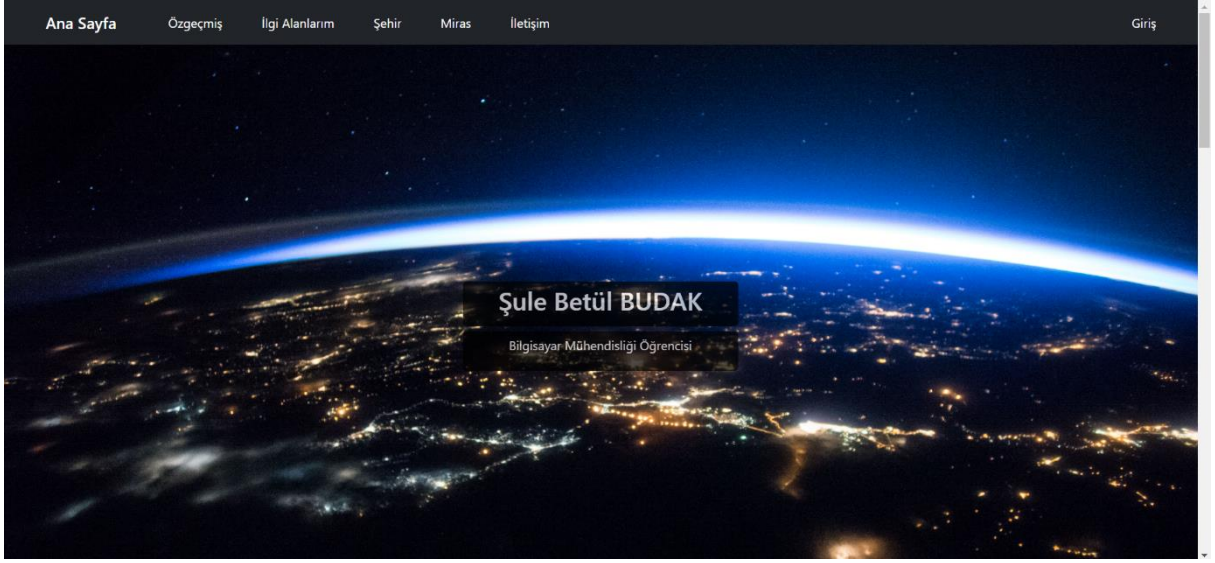 Ana Sayfa Özgeçmiş İlgi Alanlarım Şehir Miras İletişim Giriş
Şule Betül BUDAK
Bilgisayar Mühendisliği Öğrencisi